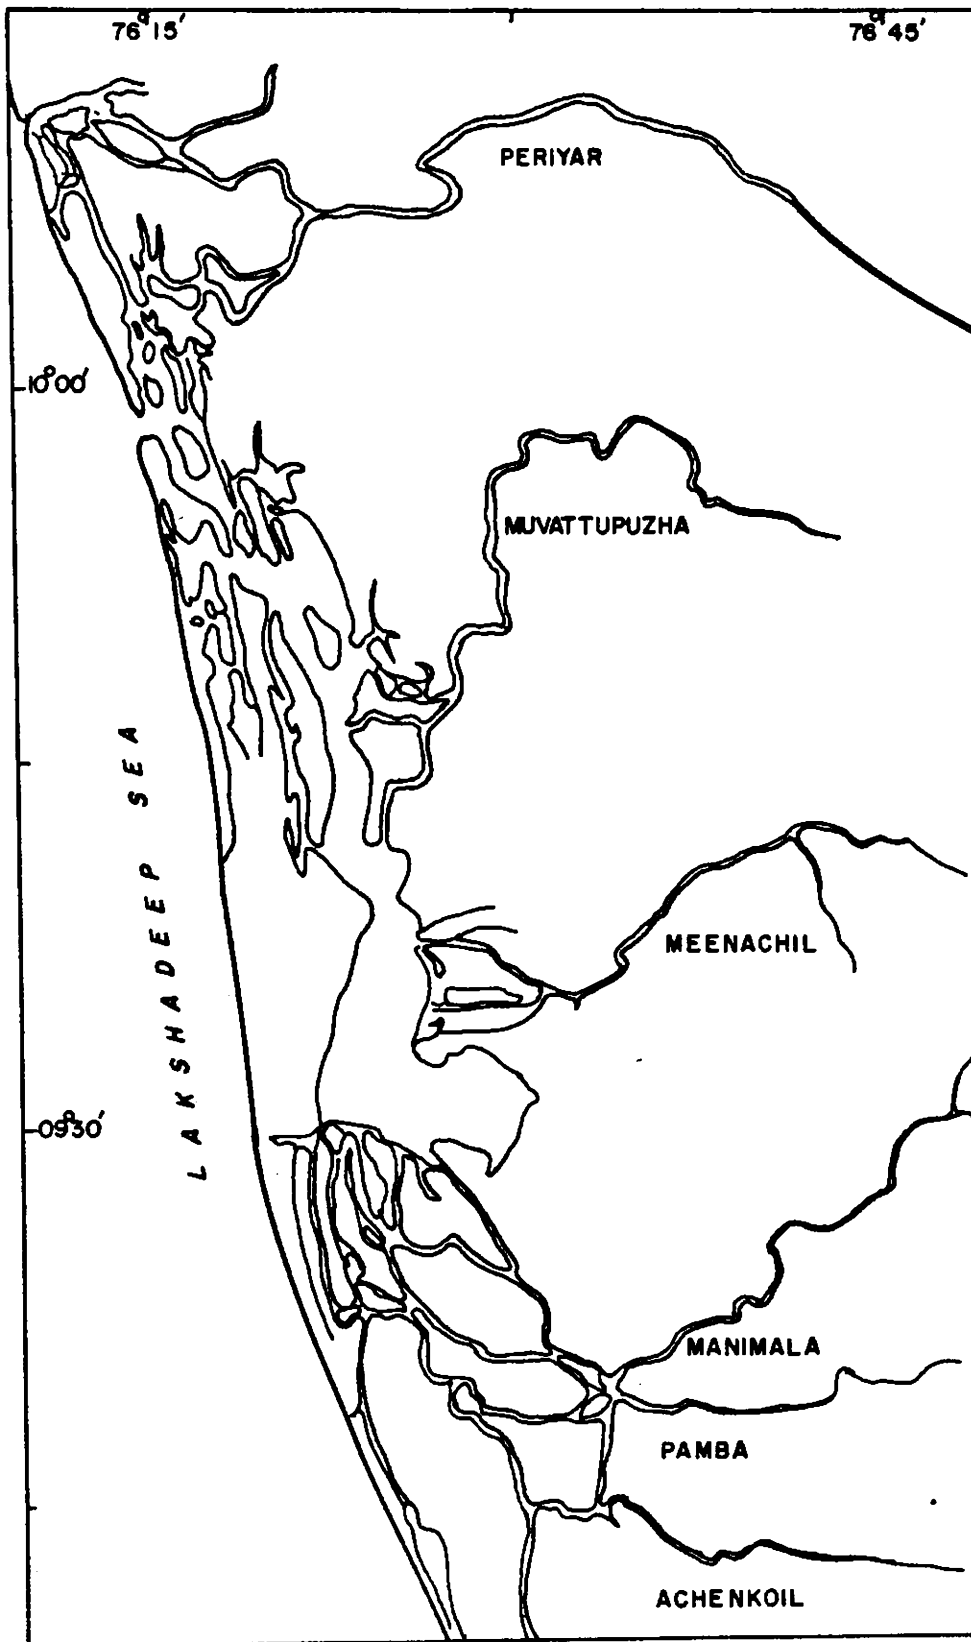 76°15'
76°45'
PERIYAR
10°00'
MUVATTUPUZHA
LAKSHADEEP SEA
MEENACHIL
09°30'
MANIMALA
PAMBA
ACHENKOIL